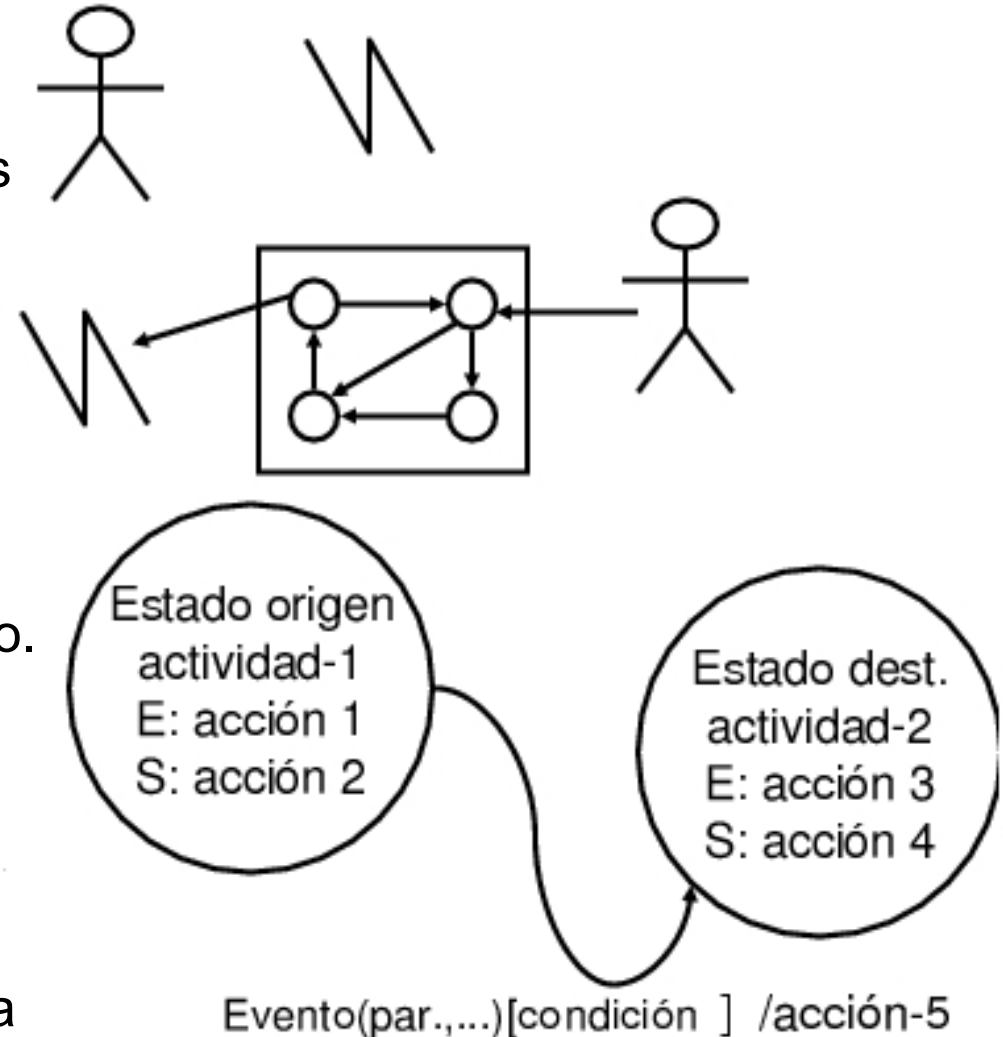 s
o.
Estado origen
actividad-1
E: acción 1
S: acción 2
Estado dest.
actividad-2
E: acción 3
S: acción 4
a
Evento(par.,...)[condición ] /acción-5